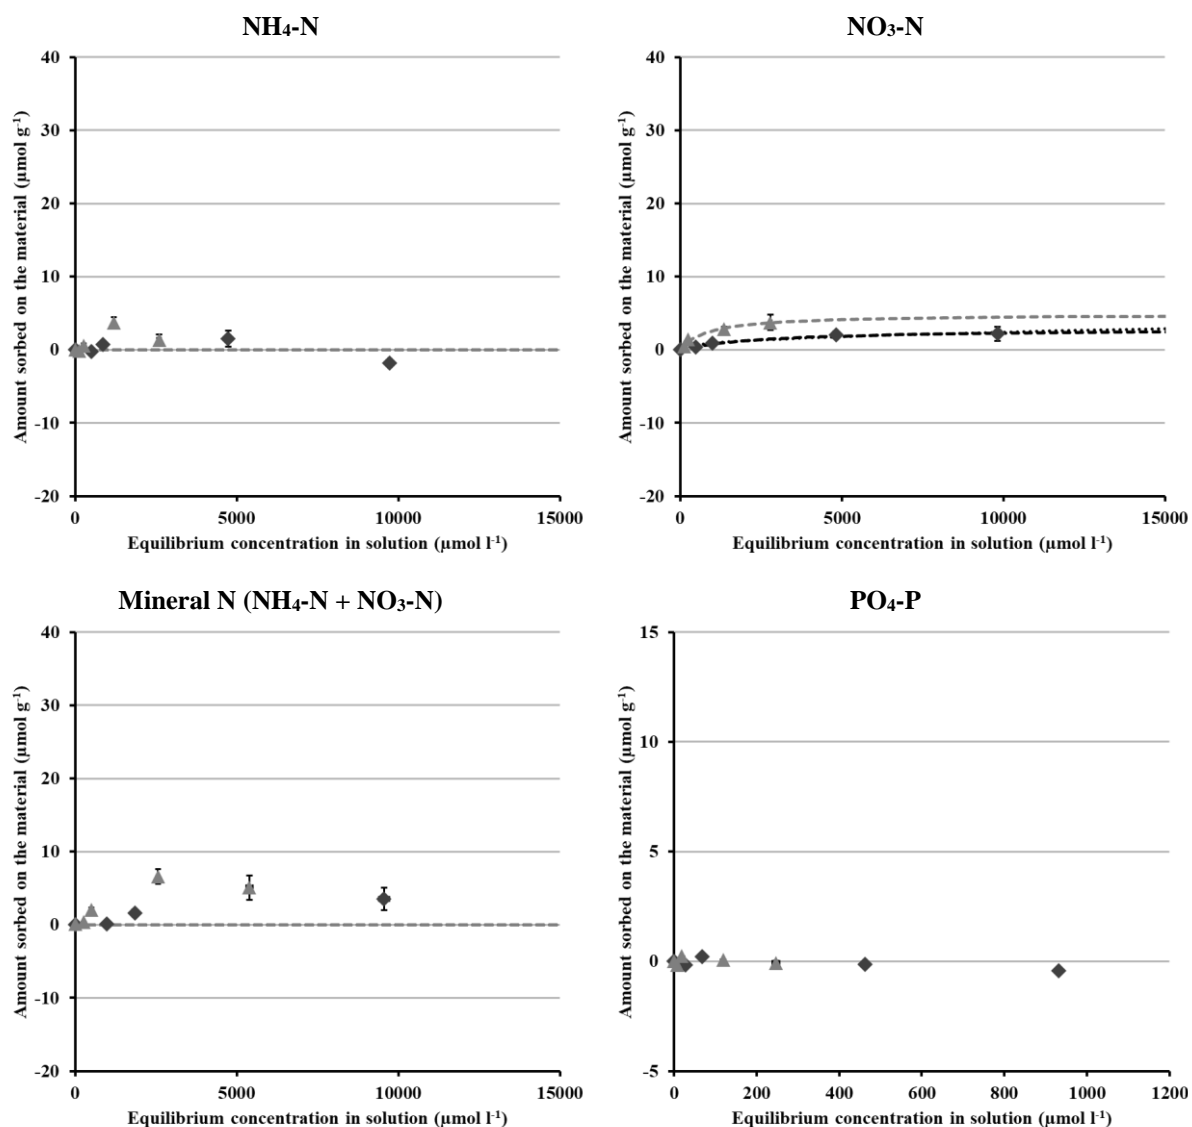 NH₄-N
40
30
20
10
0
-10
-20
0 5000 10000 15000
Amount sorbed on the material (µmol g⁻¹)
Equilibrium concentration in solution (µmol l⁻¹)
NO₃-N
40
30
20
10
0
-10
-20
0 5000 10000 15000
Amount sorbed on the material (µmol g⁻¹)
Equilibrium concentration in solution (µmol l⁻¹)
Mineral N (NH₄-N + NO₃-N)
40
30
20
10
0
-10
-20
0 5000 10000 15000
Amount sorbed on the material (µmol g⁻¹)
Equilibrium concentration in solution (µmol l⁻¹)
PO₄-P
15
10
5
0
-5
0 200 400 600 800 1000 1200
Amount sorbed on the material (µmol g⁻¹)
Equilibrium concentration in solution (µmol l⁻¹)